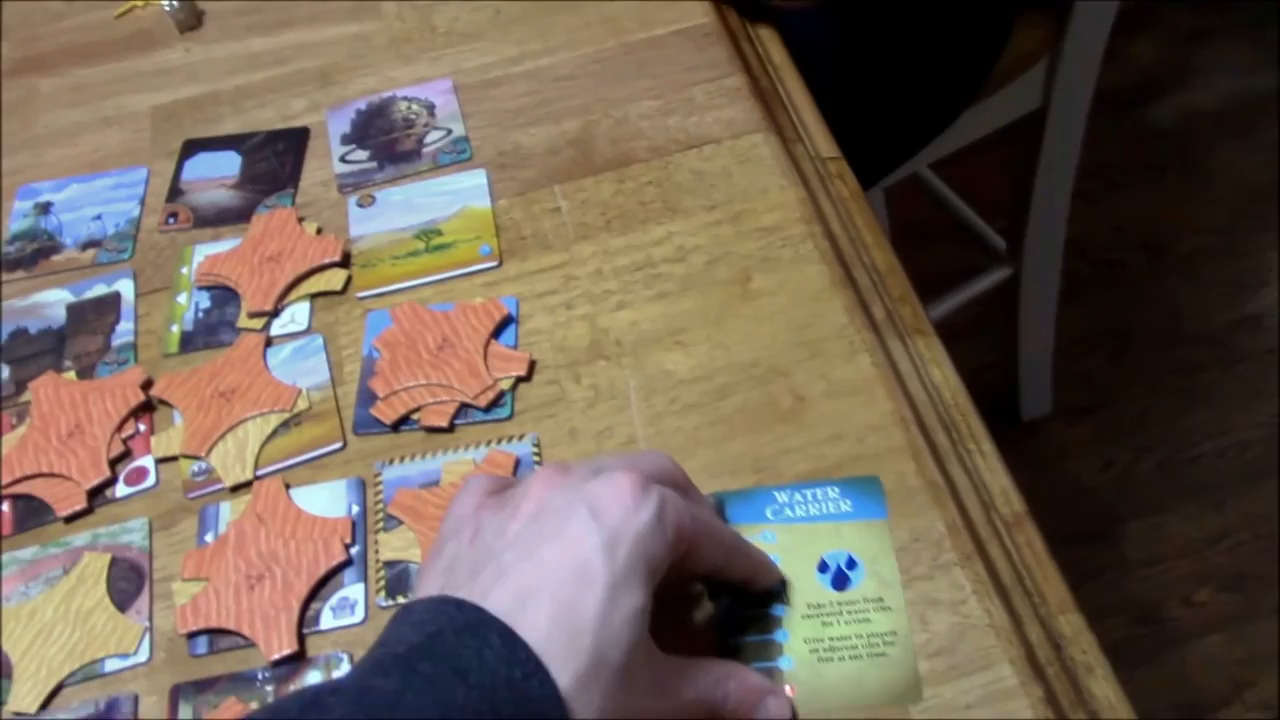 WATER
CARRIER
Take 2 water from
excavated water tiles
for 1 action.
Give water to players
on adjacent tiles for
free at any time.